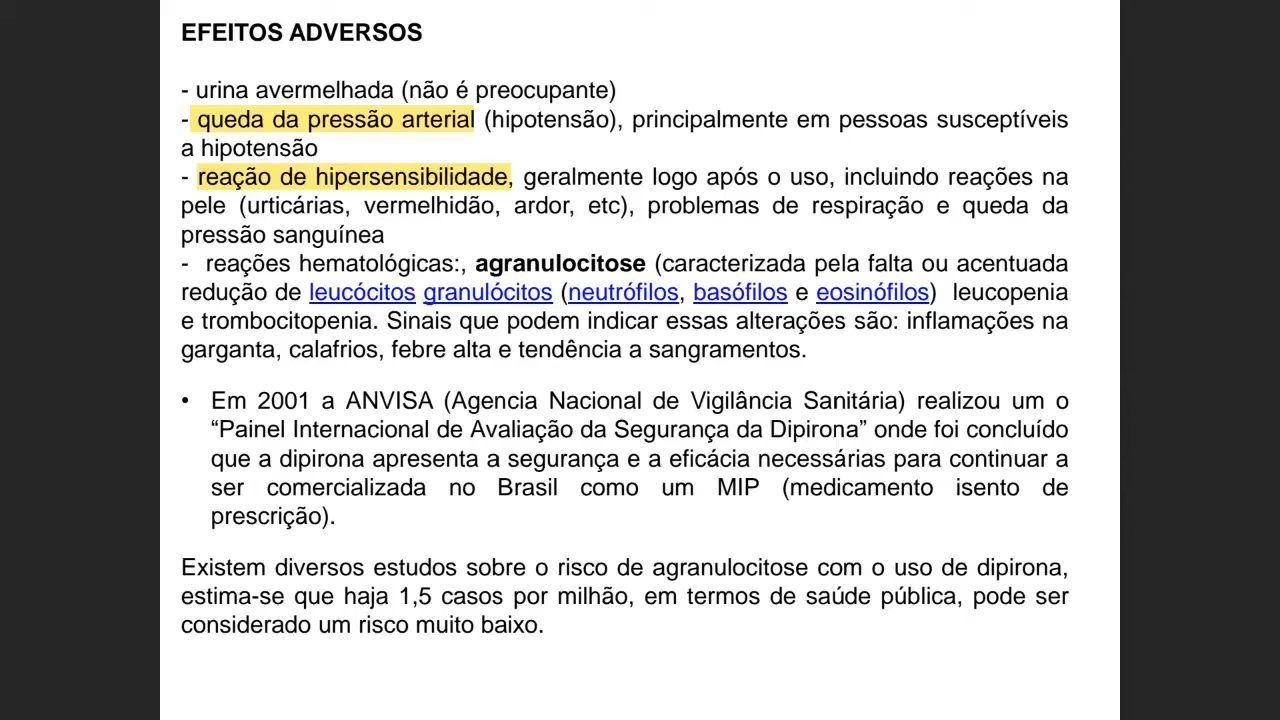 EFEITOS ADVERSOS
- urina avermelhada (não é preocupante)
- queda da pressão arterial (hipotensão), principalmente em pessoas susceptíveis
a hipotensão
- reação de hipersensibilidade, geralmente logo após o uso, incluindo reações na
pele (urticárias, vermelhidão, ardor, etc), problemas de respiração e queda da
pressão sanguínea
- reações hematológicas:, agranulocitose (caracterizada pela falta ou acentuada
redução de leucócitos granulócitos (neutrófilos, basófilos e eosinófilos) leucopenia
e trombocitopenia. Sinais que podem indicar essas alterações são: inflamações na
garganta, calafrios, febre alta e tendência a sangramentos.
• Em 2001 a ANVISA (Agencia Nacional de Vigilância Sanitária) realizou um o
“Painel Internacional de Avaliação da Segurança da Dipirona” onde foi concluído
que a dipirona apresenta a segurança e a eficácia necessárias para continuar a
ser comercializada no Brasil como um MIP (medicamento isento de
prescrição).
Existem diversos estudos sobre o risco de agranulocitose com o uso de dipirona,
estima-se que haja 1,5 casos por milhão, em termos de saúde pública, pode ser
considerado um risco muito baixo.